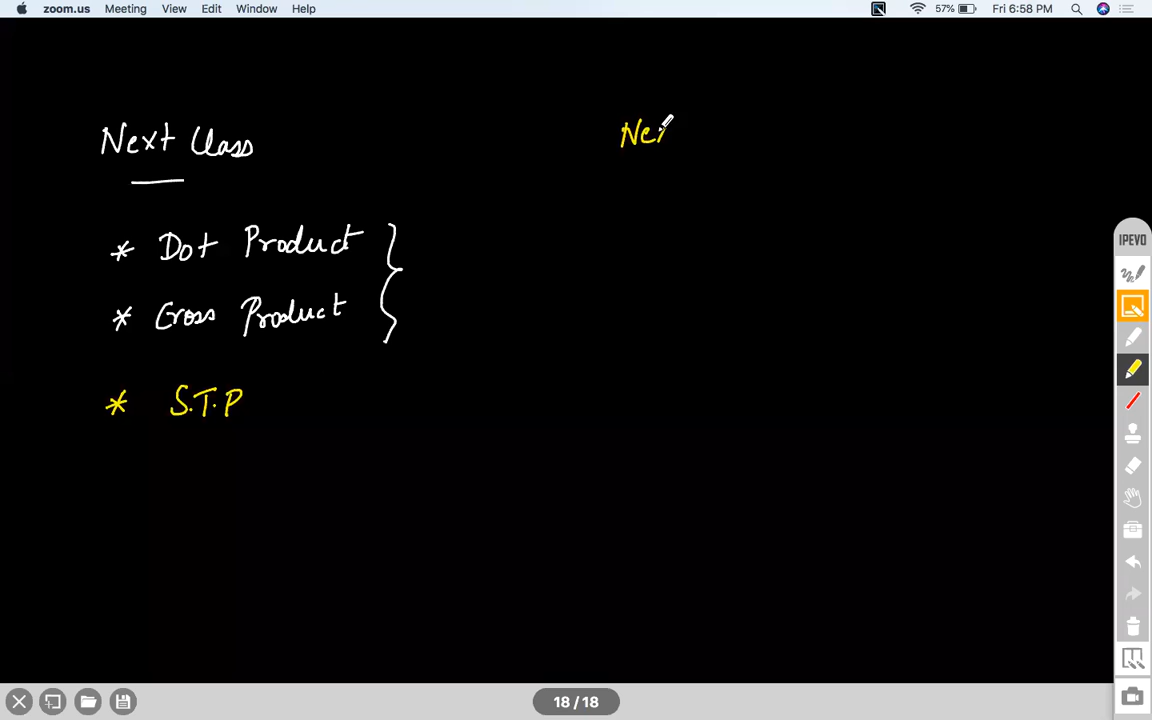 zoom.us Meeting View Edit Window Help 57% Fri 6:58 PM
Next Class
* Dot Product
* Cross Product
* S.T.P
IPEVO
18 / 18